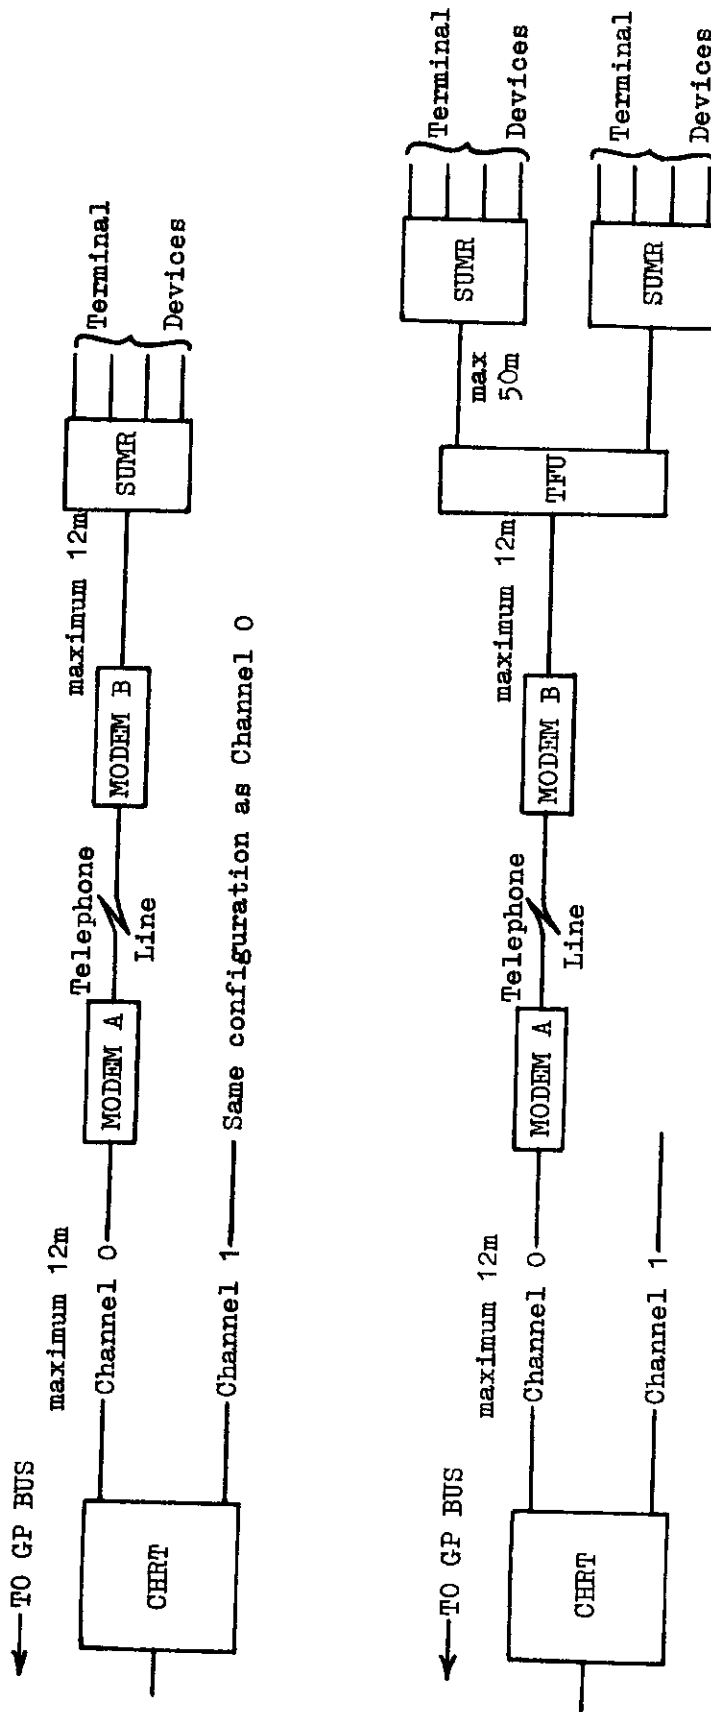 TO GP BUS
CHRT
maximum 12m
Channel 0
Channel 1
Same configuration as Channel 0
MODEM A
Telephone
Line
MODEM B
maximum 12m
SUMR
Terminal
Devices
TO GP BUS
CHRT
maximum 12m
Channel 0
Channel 1
MODEM A
Telephone
Line
MODEM B
maximum 12m
TFU
max
50m
SUMR
Terminal
Devices
SUMR
Terminal
Devices